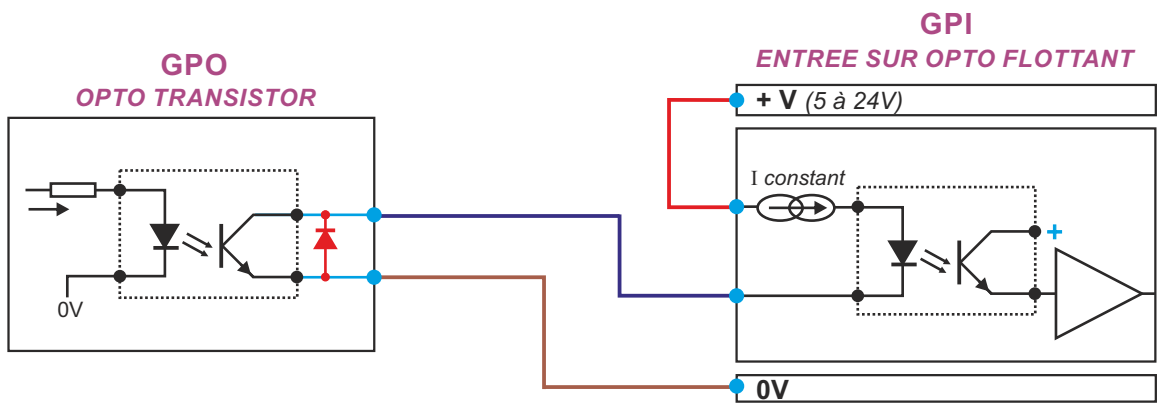 GPO
OPTO TRANSISTOR
0V
GPI
ENTREE SUR OPTO FLOTTANT
+ V (5 à 24V)
I constant
+
0V